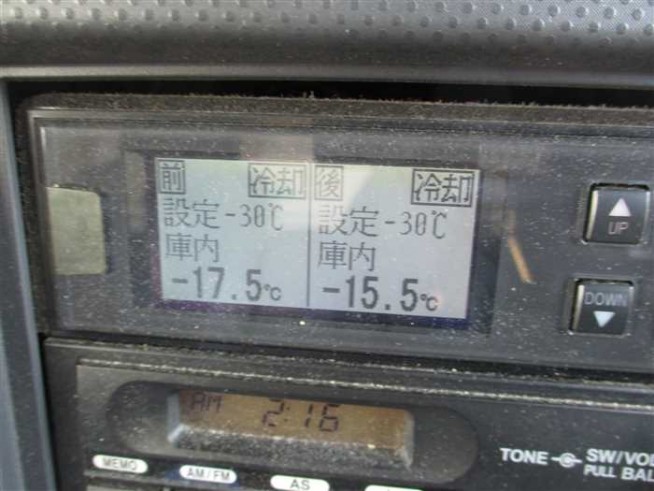 前 冷却 後 冷却
設定-30℃ 設定-30℃
庫内 庫内
-17.5℃ -15.5℃
UP
DOWN
AM 2:16
MEMO AM/FM AS
TONE SW/VOL
PULL BAL